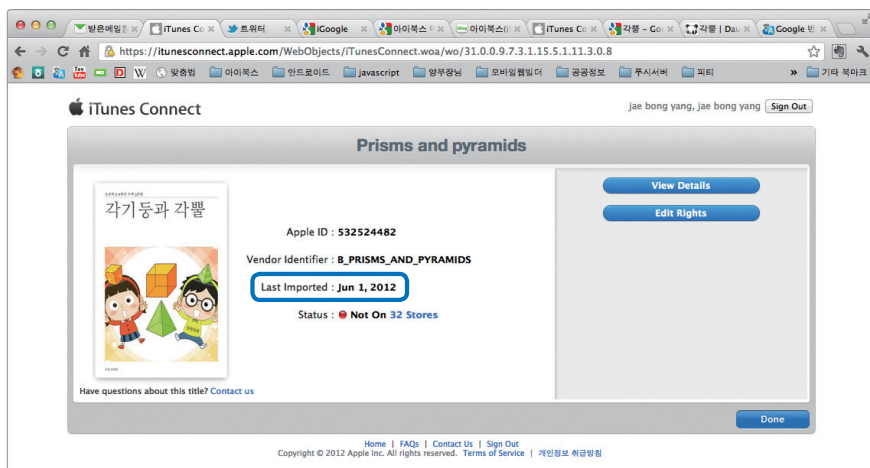 받은메일함
iTunes Co
트위터
iGoogle
아이북스
아이북스(
iTunes Co
각뿔 - Goo
각뿔 | Dau
Google 번
https://itunesconnect.apple.com/WebObjects/iTunesConnect.woa/wo/31.0.0.9.7.3.1.15.5.1.11.3.0.8
맞춤법 아이북스 안드로이드 javascript 양부장님 모바일웹빌더 공공정보 푸시서버 피티 » 기타 북마크
iTunes Connect
jae bong yang, jae bong yang Sign Out
Prisms and pyramids
각기둥과 각뿔
Apple ID : 532524482
Vendor Identifier : B_PRISMS_AND_PYRAMIDS
Last Imported : Jun 1, 2012
Status : Not On 32 Stores
View Details
Edit Rights
Have questions about this title? Contact us
Done
Home | FAQs | Contact Us | Sign Out
Copyright © 2012 Apple Inc. All rights reserved. Terms of Service | 개인정보 취급방침